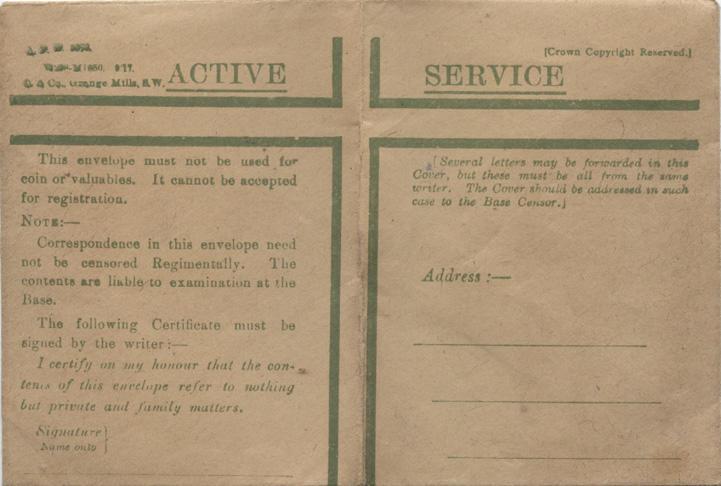 A. F. W. 3078.
9/17.
& Co., Grange Mills, S.W.
ACTIVE
This envelope must not be used for
coin or valuables. It cannot be accepted
for registration.
NOTE:—
Correspondence in this envelope need
not be censored Regimentally. The
contents are liable to examination at the
Base.
The following Certificate must be
signed by the writer:—
I certify on my honour that the con-
tents of this envelope refer to nothing
but private and family matters.
Signature }
Name only }
[Crown Copyright Reserved.]
SERVICE
[Several letters may be forwarded in this
Cover, but these must be all from the same
writer. The Cover should be addressed in such
case to the Base Censor.]
Address :—